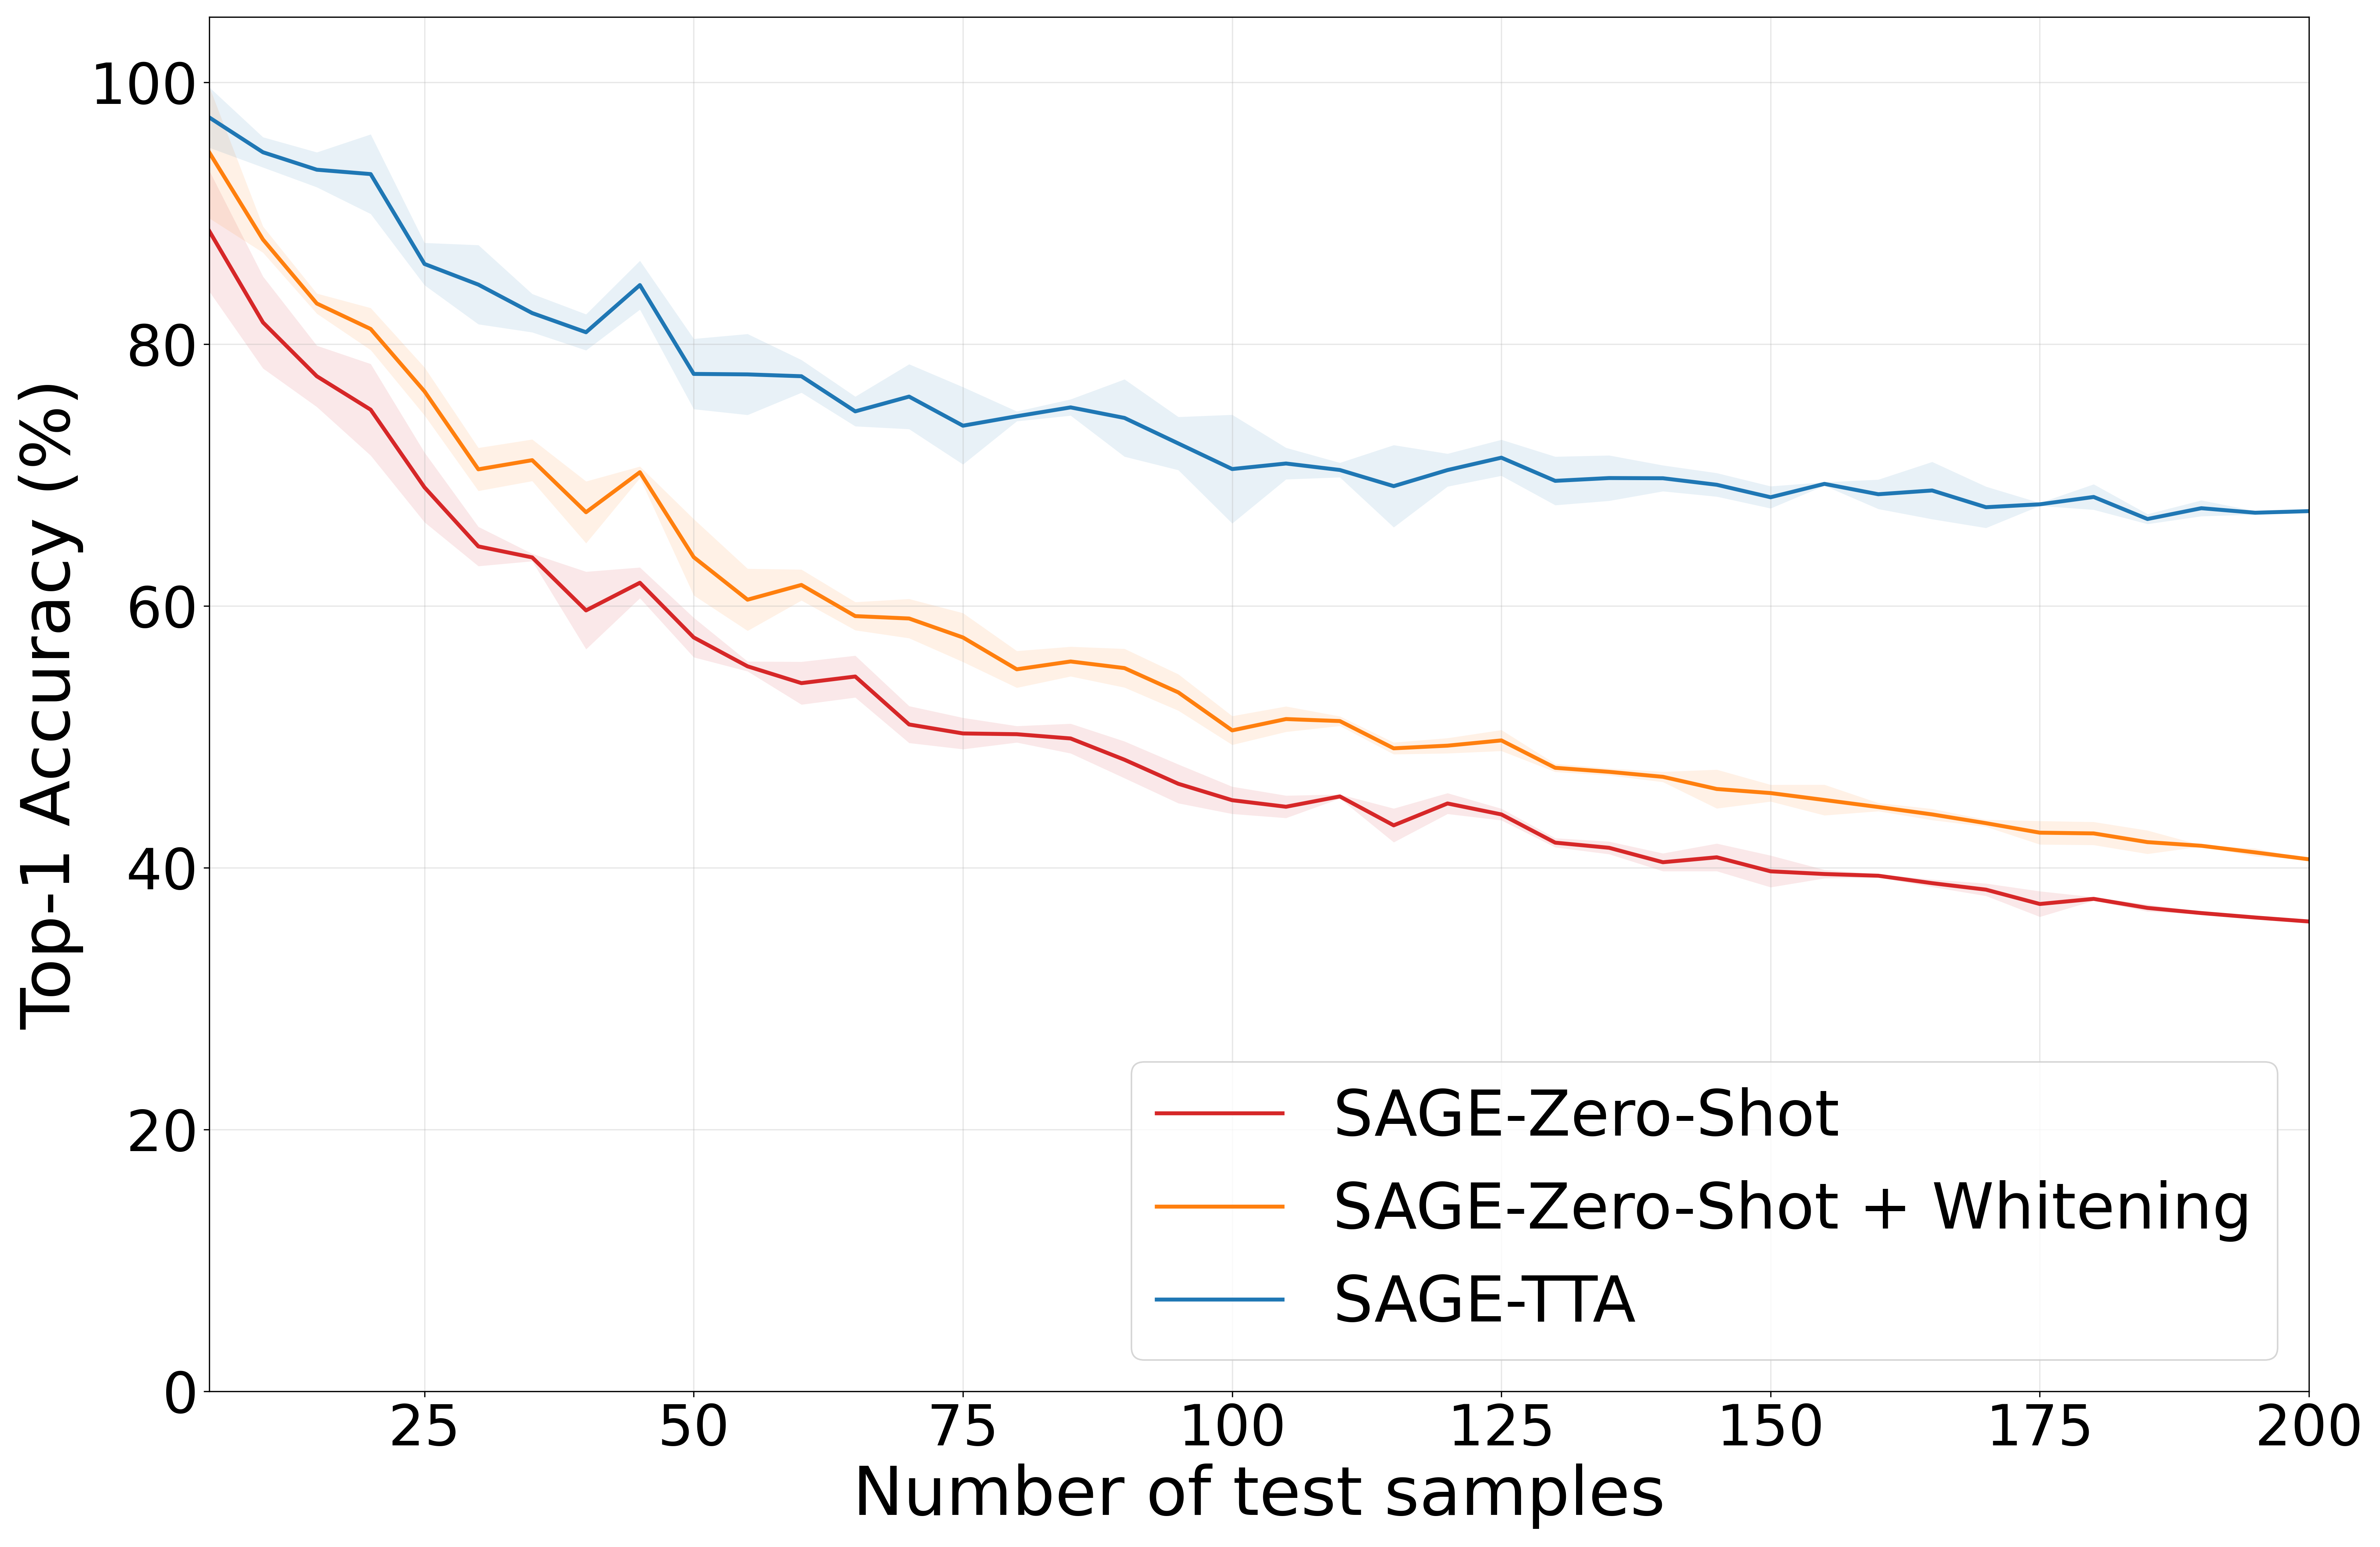 100
80
60
40
20
0
Top-1 Accuracy (%)
SAGE-Zero-Shot
SAGE-Zero-Shot + Whitening
SAGE-TTA
25 50 75 100 125 150 175 200
Number of test samples